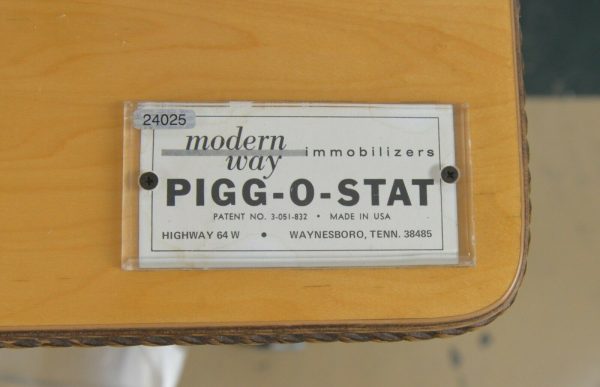 24025
modern
way immobilizers
PIGG-O-STAT
PATENT NO. 3-051-832 • MADE IN USA
HIGHWAY 64 W • WAYNESBORO, TENN. 38485